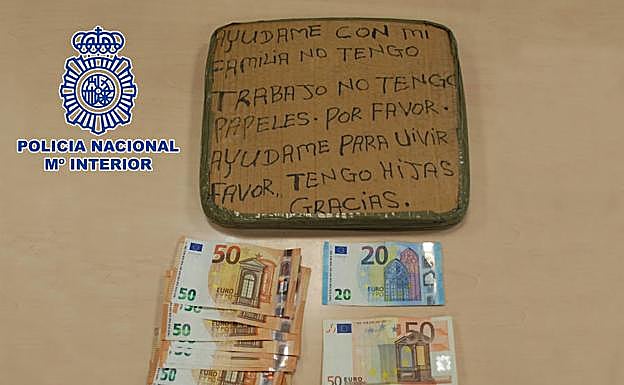 POLICIA NACIONAL
Mº INTERIOR
AYUDAME CON MI
FAMILIA NO TENGO
TRABAJO NO TENGO
PAPELES. POR FAVOR.
AYUDAME PARA UIVIR
FAVOR. TENGO HIJAS
GRACIAS.
50
50
EURO
50
50
20
20
EURO
50
50
EURO